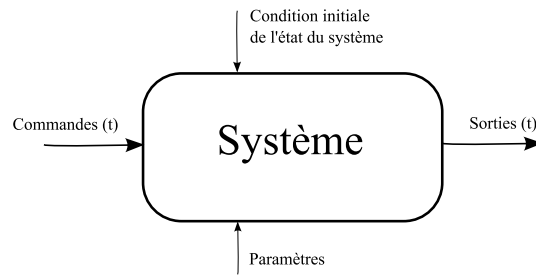 Condition initiale
de l'état du système
Commandes (t)
Système
Sorties (t)
Paramètres